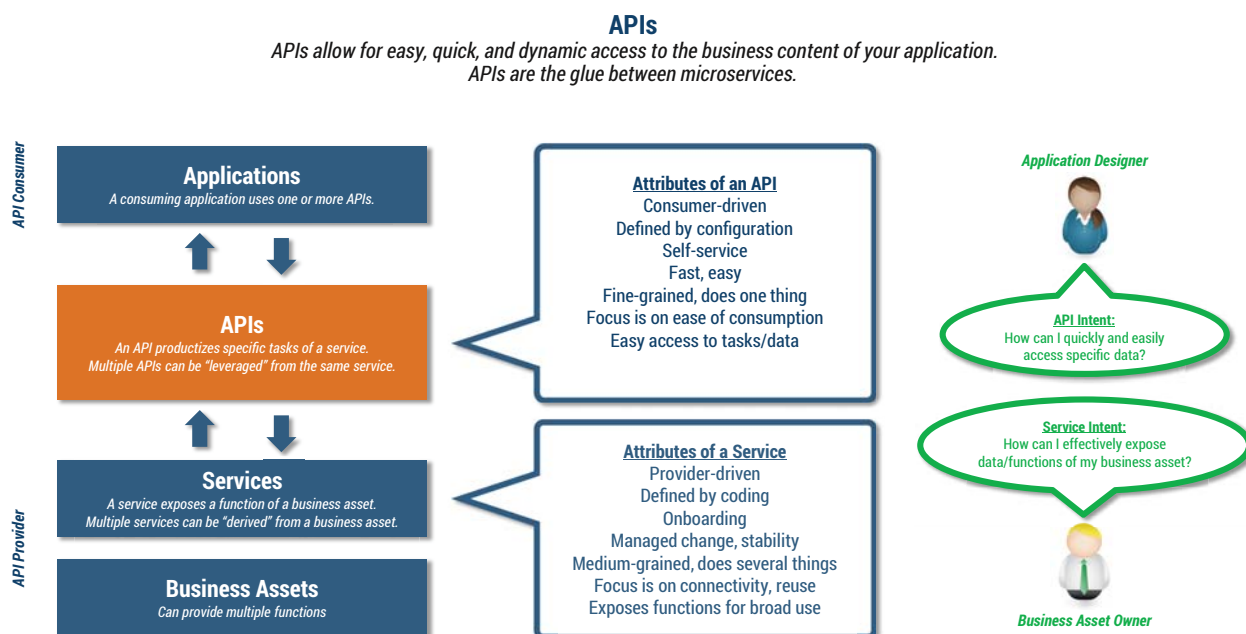 APIs
APIs allow for easy, quick, and dynamic access to the business content of your application.
APIs are the glue between microservices.
API Consumer
Applications
A consuming application uses one or more APIs.
APIs
An API productizes specific tasks of a service.
Multiple APIs can be “leveraged” from the same service.
API Provider
Services
A service exposes a function of a business asset.
Multiple services can be “derived” from a business asset.
Business Assets
Can provide multiple functions
Attributes of an API
Consumer-driven
Defined by configuration
Self-service
Fast, easy
Fine-grained, does one thing
Focus is on ease of consumption
Easy access to tasks/data
Attributes of a Service
Provider-driven
Defined by coding
Onboarding
Managed change, stability
Medium-grained, does several things
Focus is on connectivity, reuse
Exposes functions for broad use
Application Designer
API Intent:
How can I quickly and easily
access specific data?
Service Intent:
How can I effectively expose
data/functions of my business asset?
Business Asset Owner